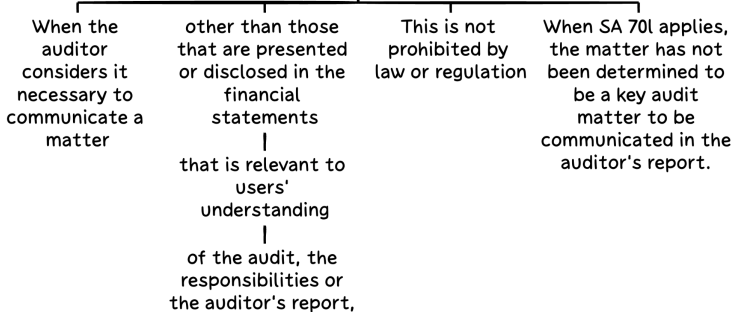 When the
auditor
considers it
necessary to
communicate a
matter
other than those
that are presented
or disclosed in the
financial
statements
that is relevant to
users'
understanding
of the audit, the
responsibilities or
the auditor's report,
This is not
prohibited by
law or regulation
When SA 701 applies,
the matter has not
been determined to
be a key audit
matter to be
communicated in the
auditor's report.